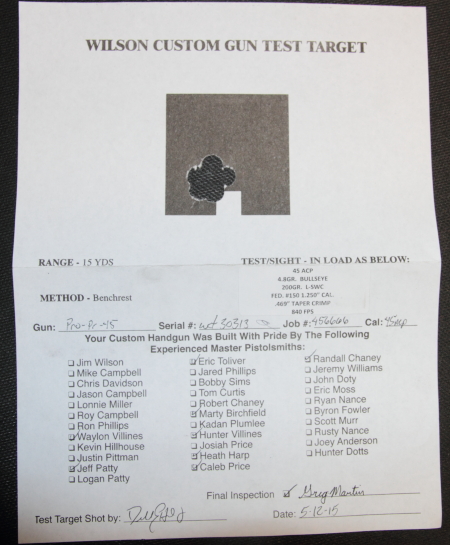 WILSON CUSTOM GUN TEST TARGET
RANGE - 15 YDS
TEST/SIGHT - IN LOAD AS BELOW:
45 ACP
4.8GR. BULLSEYE
200GR. L-SWC
FED. #150 1.250" CAL.
.469" TAPER CRIMP
840 FPS
METHOD - Benchrest
Gun: Serial #: WT30313 Job #: 456666 Cal: 45acp
Your Custom Handgun Was Built With Pride By The Following
Experienced Master Pistolsmiths:
Jim Wilson
Mike Campbell
Chris Davidson
Jason Campbell
Lonnie Miller
Roy Campbell
Ron Phillips
Waylon Villines
Kevin Hillhouse
Justin Pittman
Jeff Patty
Logan Patty
Eric Toliver
Jared Phillips
Bobby Sims
Tom Curtis
Robert Chaney
Marty Birchfield
Kadan Plumlee
Hunter Villines
Josiah Price
Heath Harp
Caleb Price
Randall Chaney
Jeremy Williams
John Doty
Eric Moss
Ryan Nance
Byron Fowler
Scott Murr
Rusty Nance
Joey Anderson
Hunter Dotts
Final Inspection Greg Martin
Test Target Shot by: Date: 5-12-15